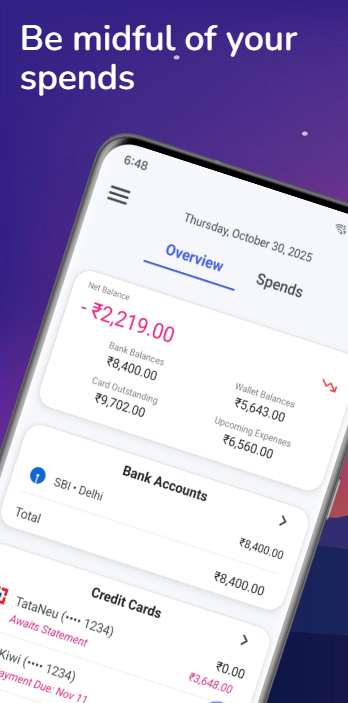 Be midful of your
spends
6:48
Thursday, October 30, 2025
Overview
Spends
Net Balance
- ₹2,219.00
Bank Balances
₹8,400.00
Wallet Balances
₹5,643.00
Card Outstanding
₹9,702.00
Upcoming Expenses
₹6,560.00
Bank Accounts
SBI • Delhi
₹8,400.00
Total
₹8,400.00
Credit Cards
TataNeu (•••• 1234)
₹0.00
Awaits Statement
₹3,648.00
Kiwi (•••• 1234)
ayment Due: Nov 11